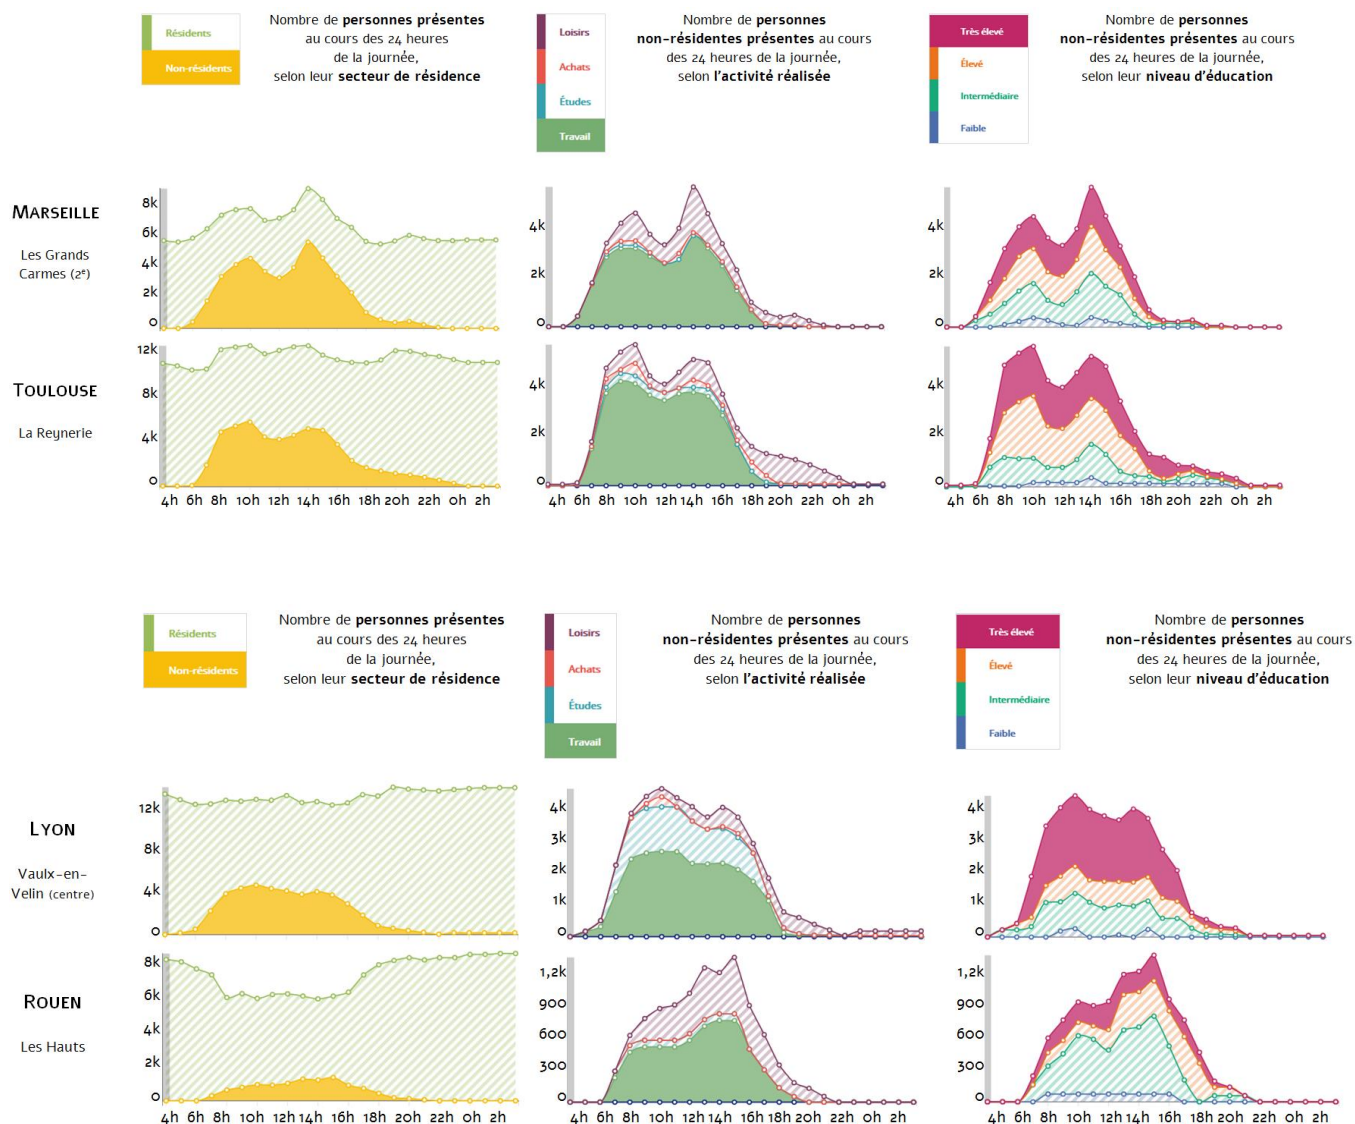 Résidents
Non-résidents
Nombre de personnes présentes
au cours des 24 heures
de la journée,
selon leur secteur de résidence
Loisirs
Achats
Études
Travail
Nombre de personnes
non-résidentes présentes au cours
des 24 heures de la journée,
selon l'activité réalisée
Très élevé
Élevé
Intermédiaire
Faible
Nombre de personnes
non-résidentes présentes au cours
des 24 heures de la journée,
selon leur niveau d'éducation
MARSEILLE
Les Grands
Carmes (2e)
8k
6k
4k
2k
0
4k
2k
0
4k
2k
0
TOULOUSE
La Reynerie
12k
8k
4k
0
4k
2k
0
4k
2k
0
4h 6h 8h 10h 12h 14h 16h 18h 20h 22h 0h 2h
4h 6h 8h 10h 12h 14h 16h 18h 20h 22h 0h 2h
4h 6h 8h 10h 12h 14h 16h 18h 20h 22h 0h 2h
Résidents
Non-résidents
Nombre de personnes présentes
au cours des 24 heures
de la journée,
selon leur secteur de résidence
Loisirs
Achats
Études
Travail
Nombre de personnes
non-résidentes présentes au cours
des 24 heures de la journée,
selon l'activité réalisée
Très élevé
Élevé
Intermédiaire
Faible
Nombre de personnes
non-résidentes présentes au cours
des 24 heures de la journée,
selon leur niveau d'éducation
LYON
Vaulx-en-
Velin (centre)
12k
8k
4k
0
4k
3k
2k
1k
0
4k
3k
2k
1k
0
ROUEN
Les Hauts
8k
6k
4k
2k
0
1,2k
900
600
300
0
1,2k
900
600
300
0
4h 6h 8h 10h 12h 14h 16h 18h 20h 22h 0h 2h
4h 6h 8h 10h 12h 14h 16h 18h 20h 22h 0h 2h
4h 6h 8h 10h 12h 14h 16h 18h 20h 22h 0h 2h